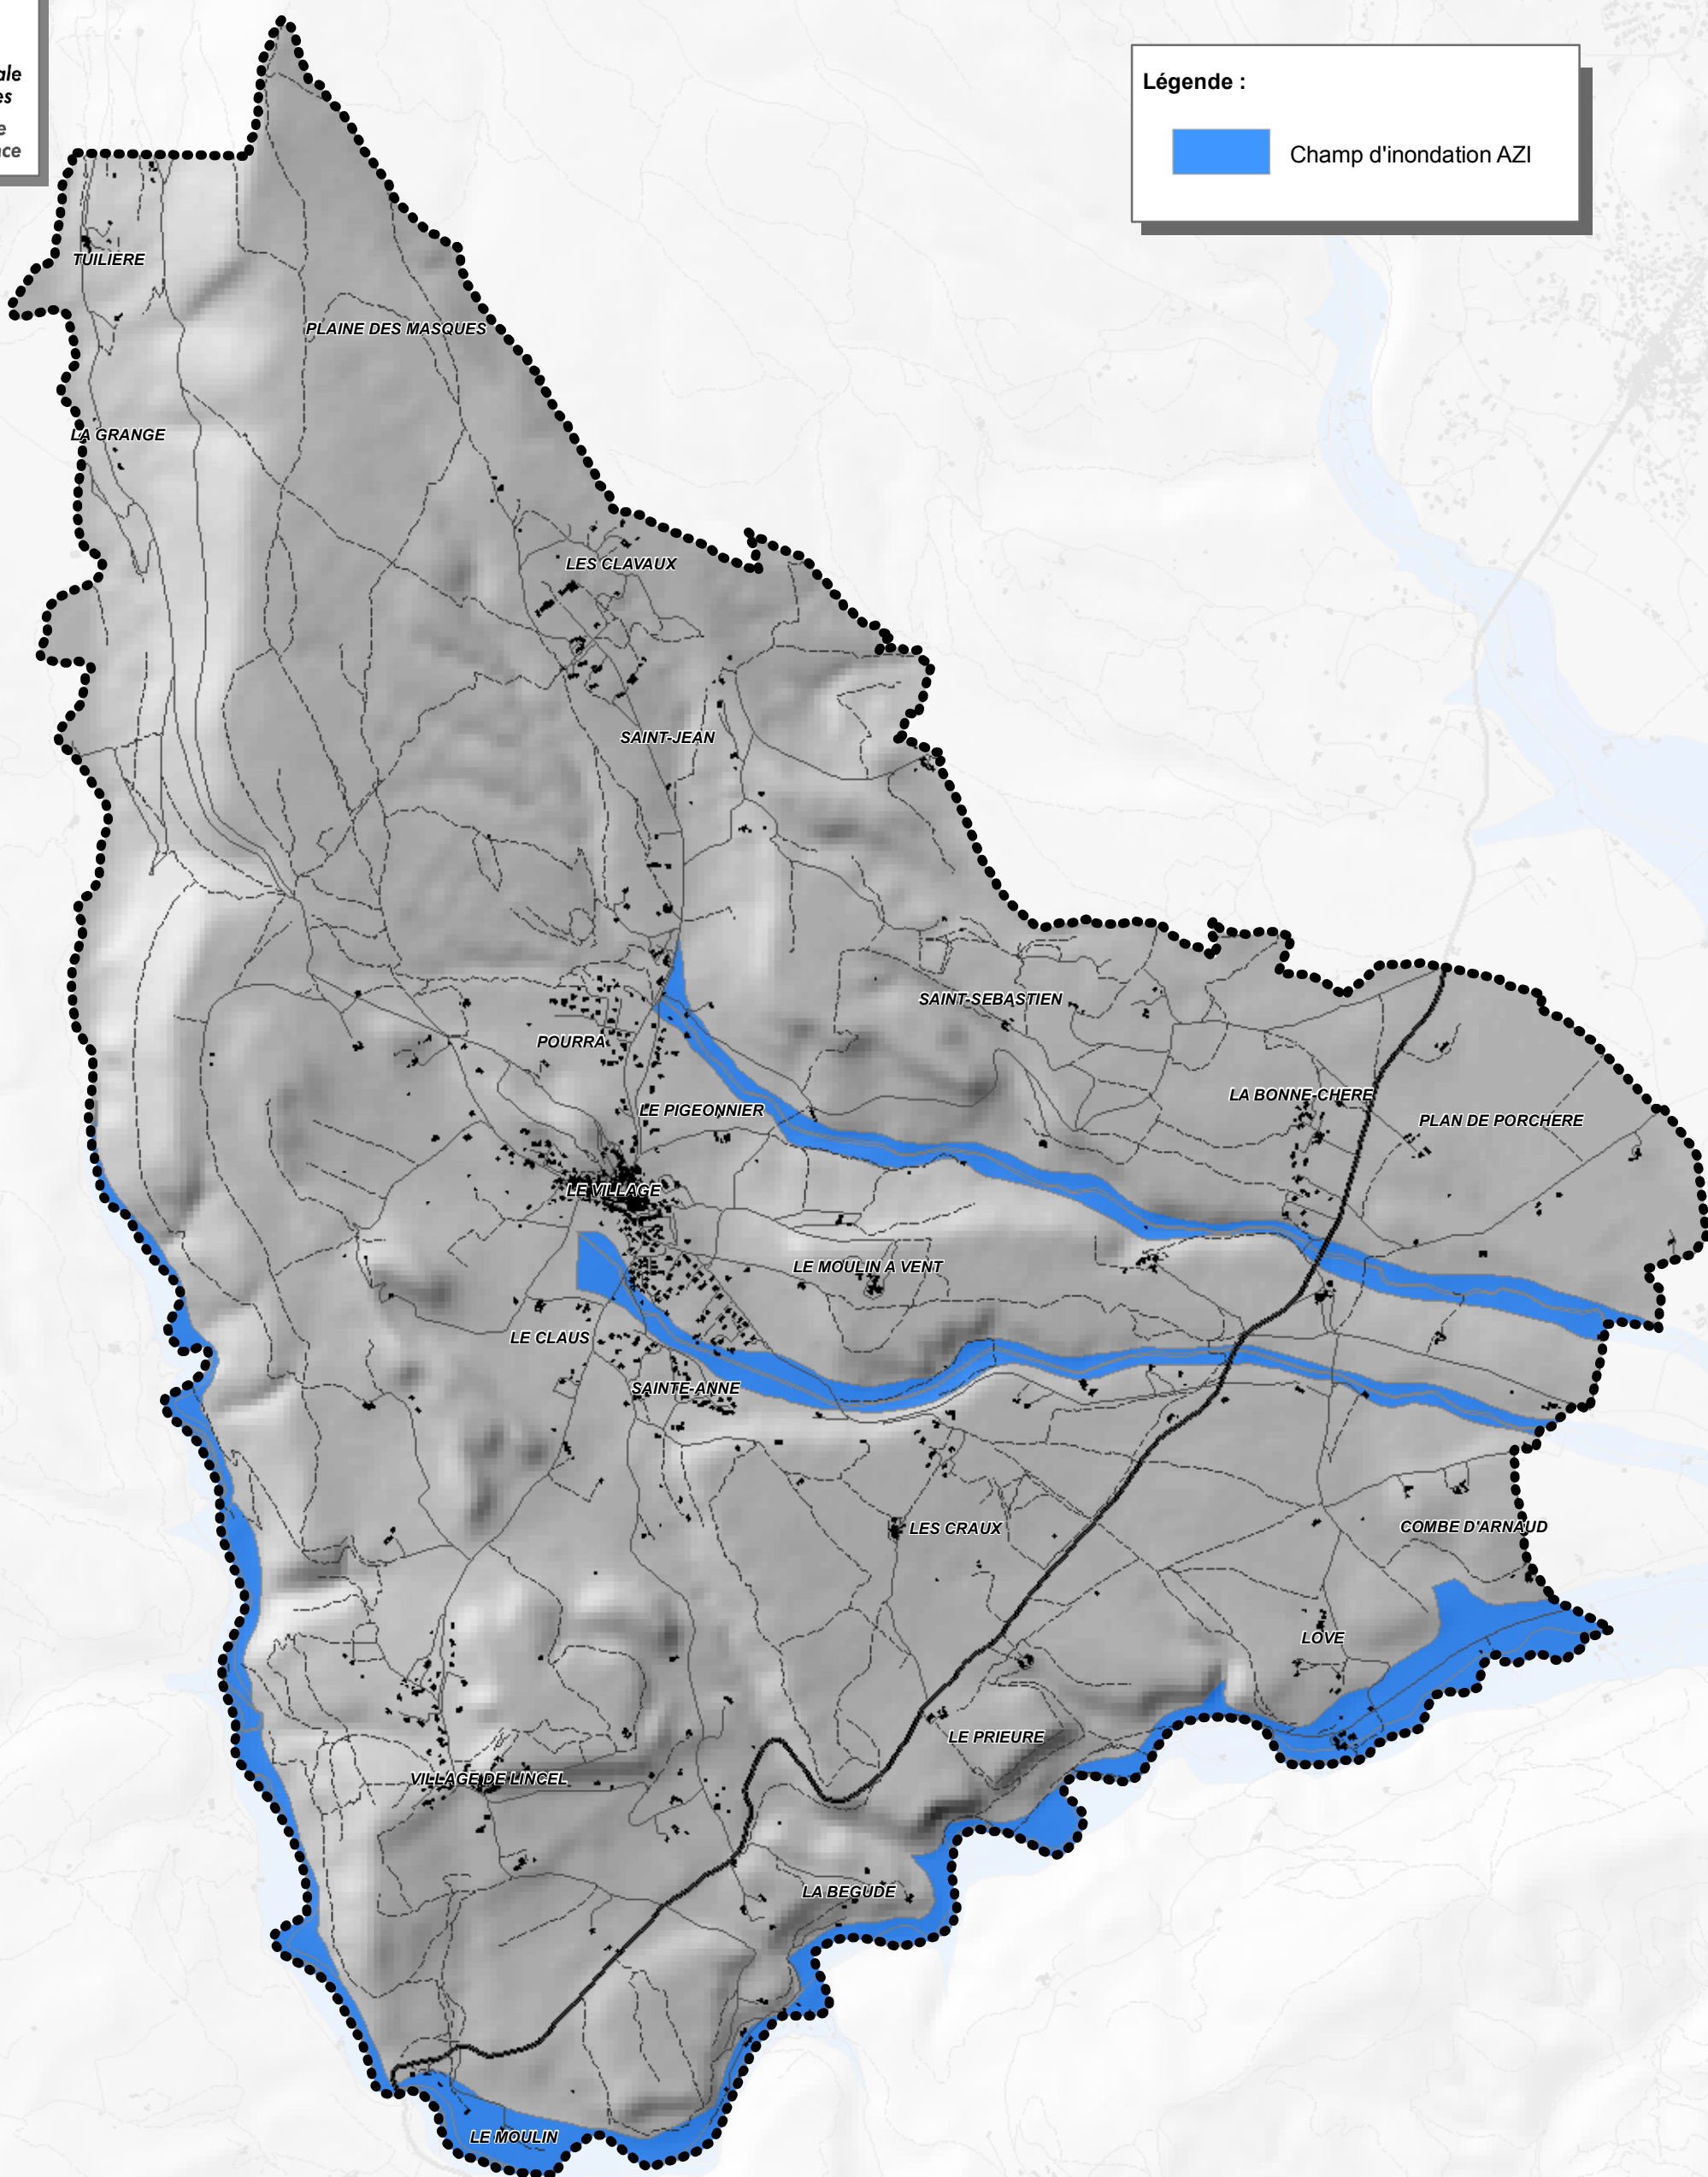 Légende :
Champ d'inondation AZI
TUILIERE
PLAINE DES MASQUES
LA GRANGE
LES CLAVAUX
SAINT-JEAN
SAINT-SEBASTIEN
POURRA
LA BONNE-CHERE
LE PIGEONNIER
PLAN DE PORCHERE
LE VILLAGE
LE MOULIN A VENT
LE CLAUS
SAINTE-ANNE
LES CRAUX
COMBE D'ARNAUD
LOVE
LE PRIEURE
VILLAGE DE LINCEL
LA BEGUDE
LE MOULIN